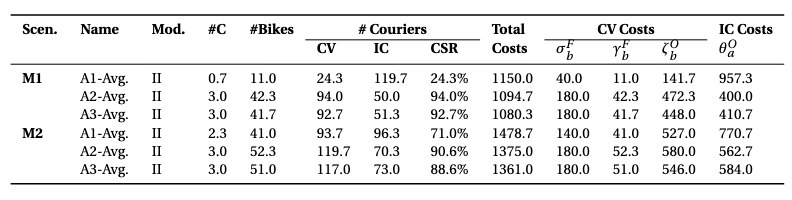 Scen. Name Mod. #C #Bikes # Couriers Total CV Costs IC Costs
CV IC CSR Costs σ_b^F γ_b^F ζ_b^O θ_a^O
M1 A1-Avg. II 0.7 11.0 24.3 119.7 24.3% 1150.0 40.0 11.0 141.7 957.3
A2-Avg. II 3.0 42.3 94.0 50.0 94.0% 1094.7 180.0 42.3 472.3 400.0
A3-Avg. II 3.0 41.7 92.7 51.3 92.7% 1080.3 180.0 41.7 448.0 410.7
M2 A1-Avg. II 2.3 41.0 93.7 96.3 71.0% 1478.7 140.0 41.0 527.0 770.7
A2-Avg. II 3.0 52.3 119.7 70.3 90.6% 1375.0 180.0 52.3 580.0 562.7
A3-Avg. II 3.0 51.0 117.0 73.0 88.6% 1361.0 180.0 51.0 546.0 584.0